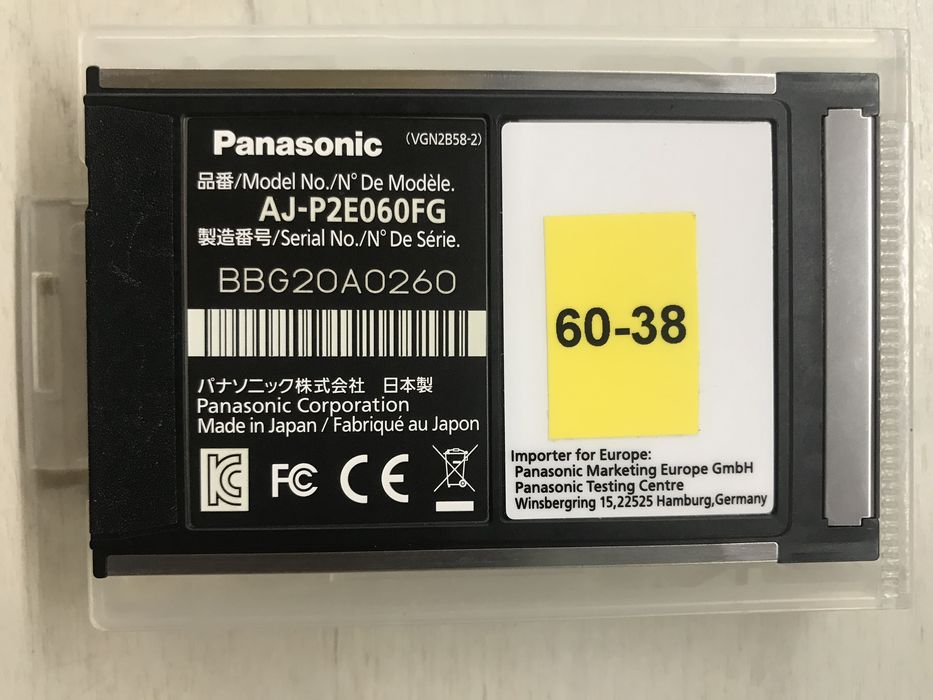 Panasonic (VGN2B58-2)
品番/Model No./N° De Modèle.
AJ-P2E060FG
製造番号/Serial No./N° De Série.
BBG20A0260
パナソニック株式会社 日本製
Panasonic Corporation
Made in Japan / Fabriqué au Japon
FC CE
60-38
Importer for Europe:
Panasonic Marketing Europe GmbH
Panasonic Testing Centre
Winsbergring 15,22525 Hamburg,Germany